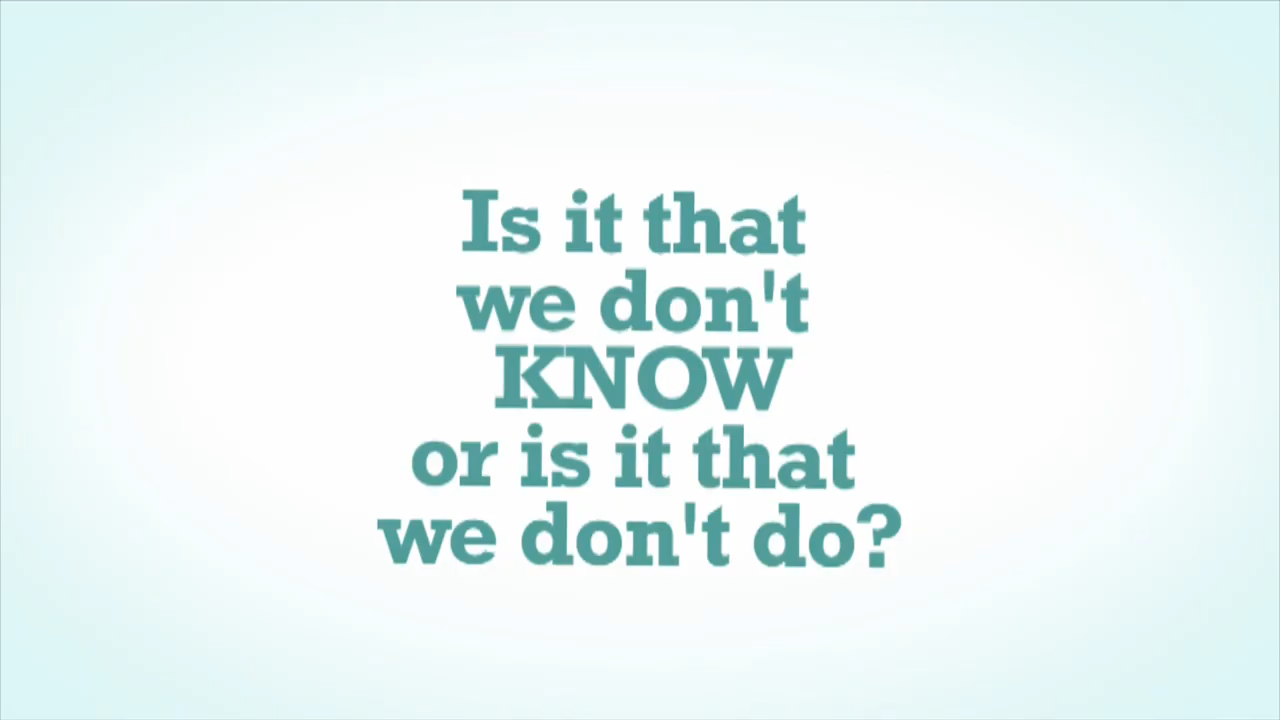 Is it that
we don't
KNOW
or is it that
we don't do?